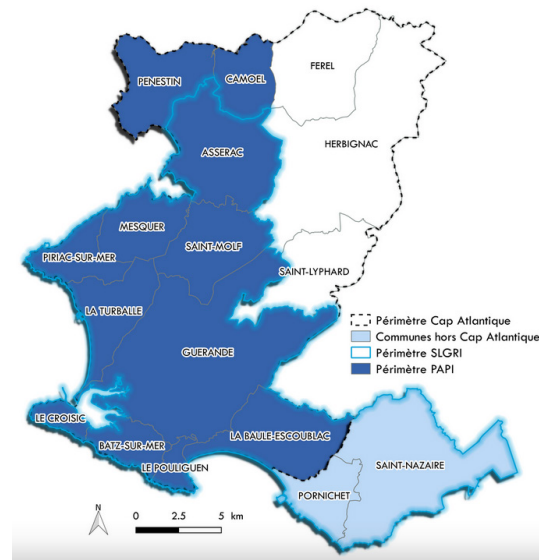 FEREL
CAMOEL
PENESTIN
HERBIGNAC
ASSERAC
MESQUER
SAINT-MOLF
PIRIAC-SUR-MER
SAINT-LYPHARD
LA TURBALLE
Périmètre Cap Atlantique
Communes hors Cap Atlantique
Périmètre SLGRI
Périmètre PAPI
GUERANDE
LE CROISIC
LA BAULE-ESCOUBLAC
BATZ-SUR-MER
LE POULIGUEN
SAINT-NAZAIRE
PORNICHET
N
0 2.5 5 km